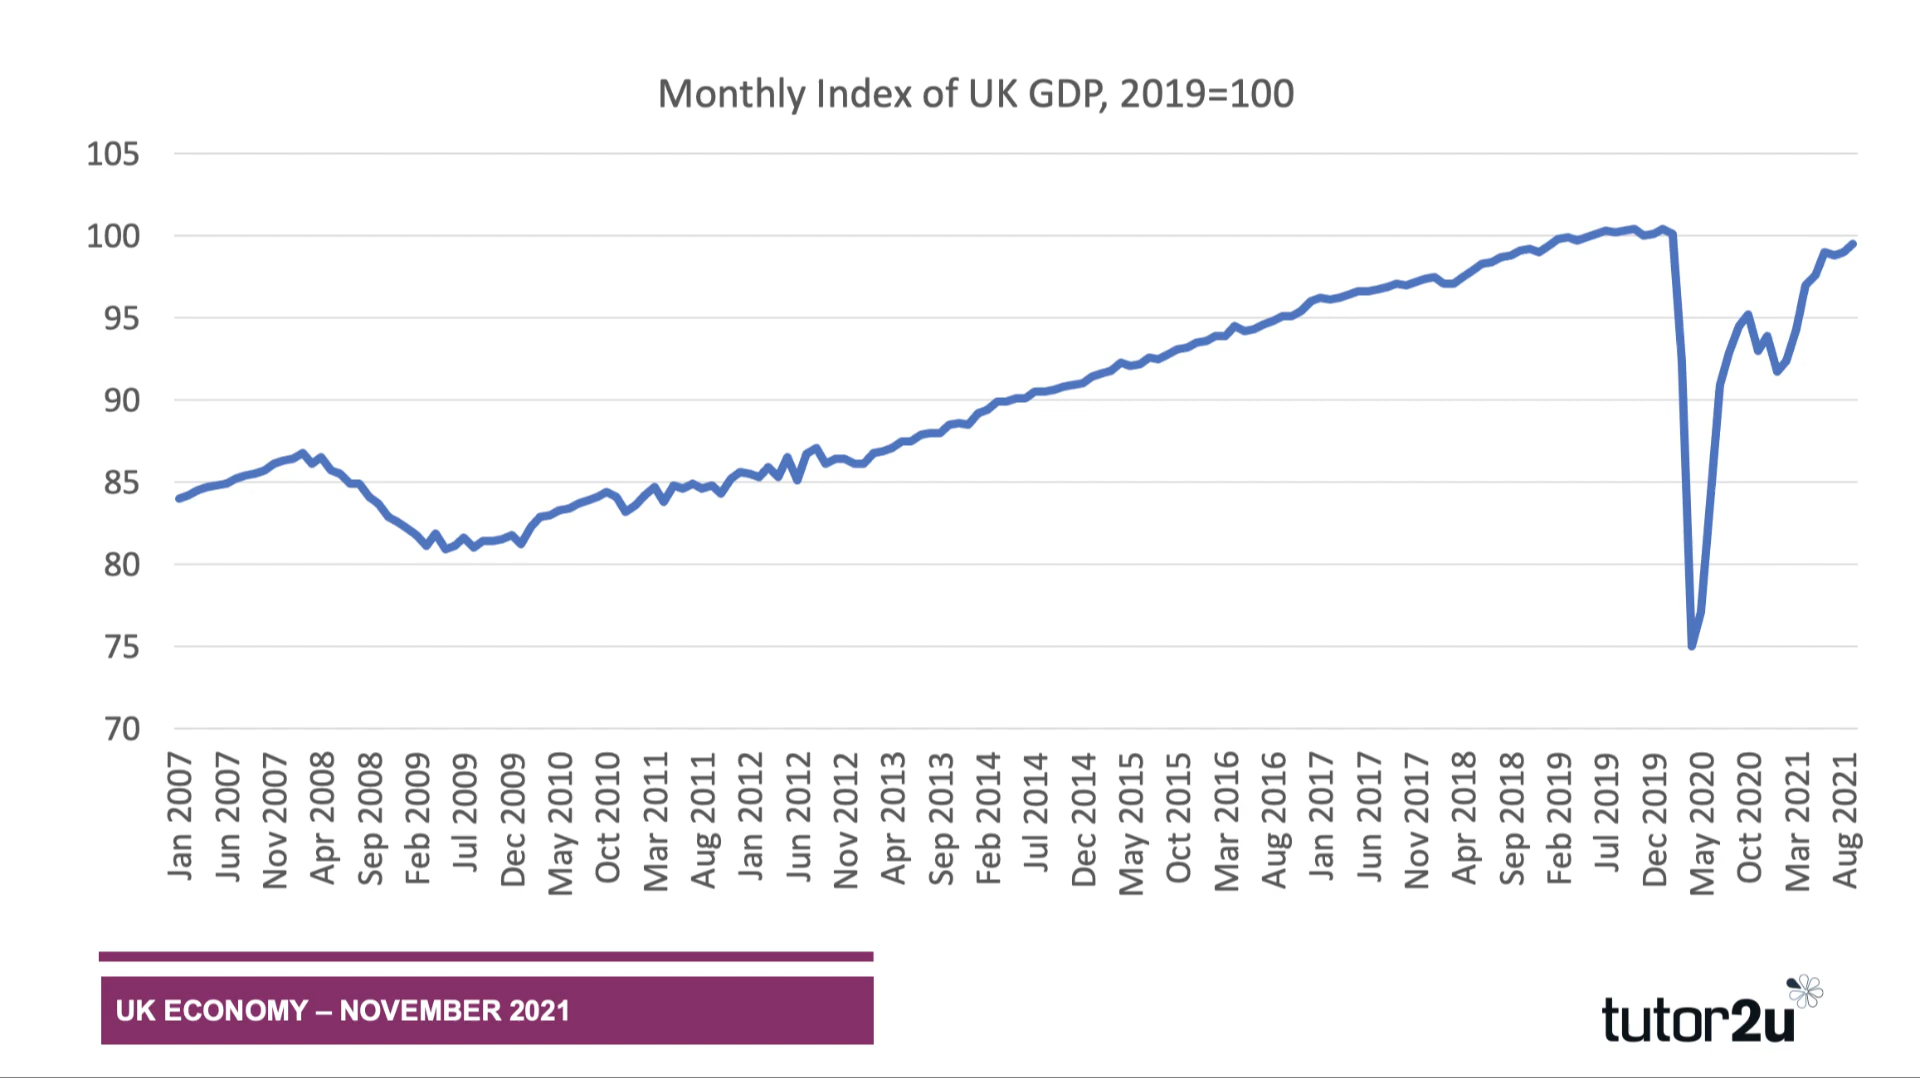 Monthly Index of UK GDP, 2019=100
105
100
95
90
85
80
75
70
Jan 2007
Jun 2007
Nov 2007
Apr 2008
Sep 2008
Feb 2009
Jul 2009
Dec 2009
May 2010
Oct 2010
Mar 2011
Aug 2011
Jan 2012
Jun 2012
Nov 2012
Apr 2013
Sep 2013
Feb 2014
Jul 2014
Dec 2014
May 2015
Oct 2015
Mar 2016
Aug 2016
Jan 2017
Jun 2017
Nov 2017
Apr 2018
Sep 2018
Feb 2019
Jul 2019
Dec 2019
May 2020
Oct 2020
Mar 2021
Aug 2021
UK ECONOMY – NOVEMBER 2021
tutor2u